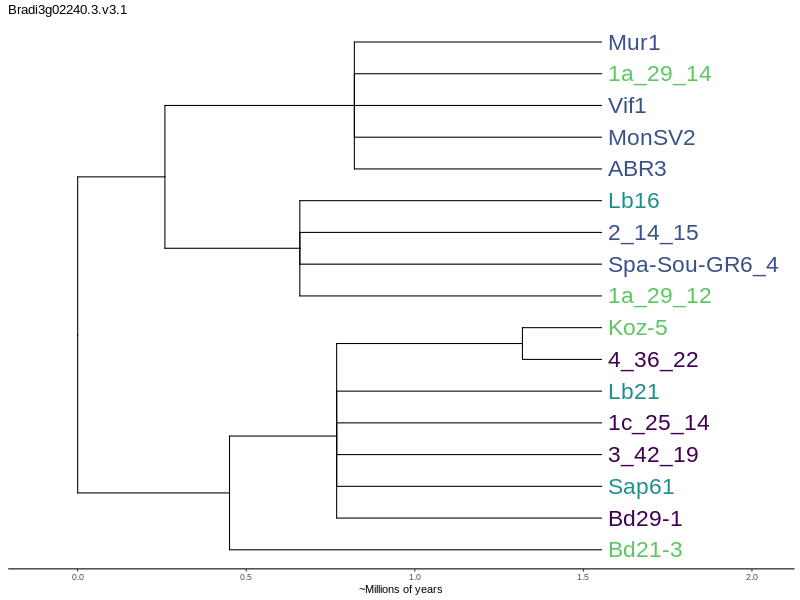 Bradi3g02240.3.v3.1
Mur1
1a_29_14
Vif1
MonSV2
ABR3
Lb16
2_14_15
Spa-Sou-GR6_4
1a_29_12
Koz-5
4_36_22
Lb21
1c_25_14
3_42_19
Sap61
Bd29-1
Bd21-3
0.0 0.5 1.0 1.5 2.0
~Millions of years